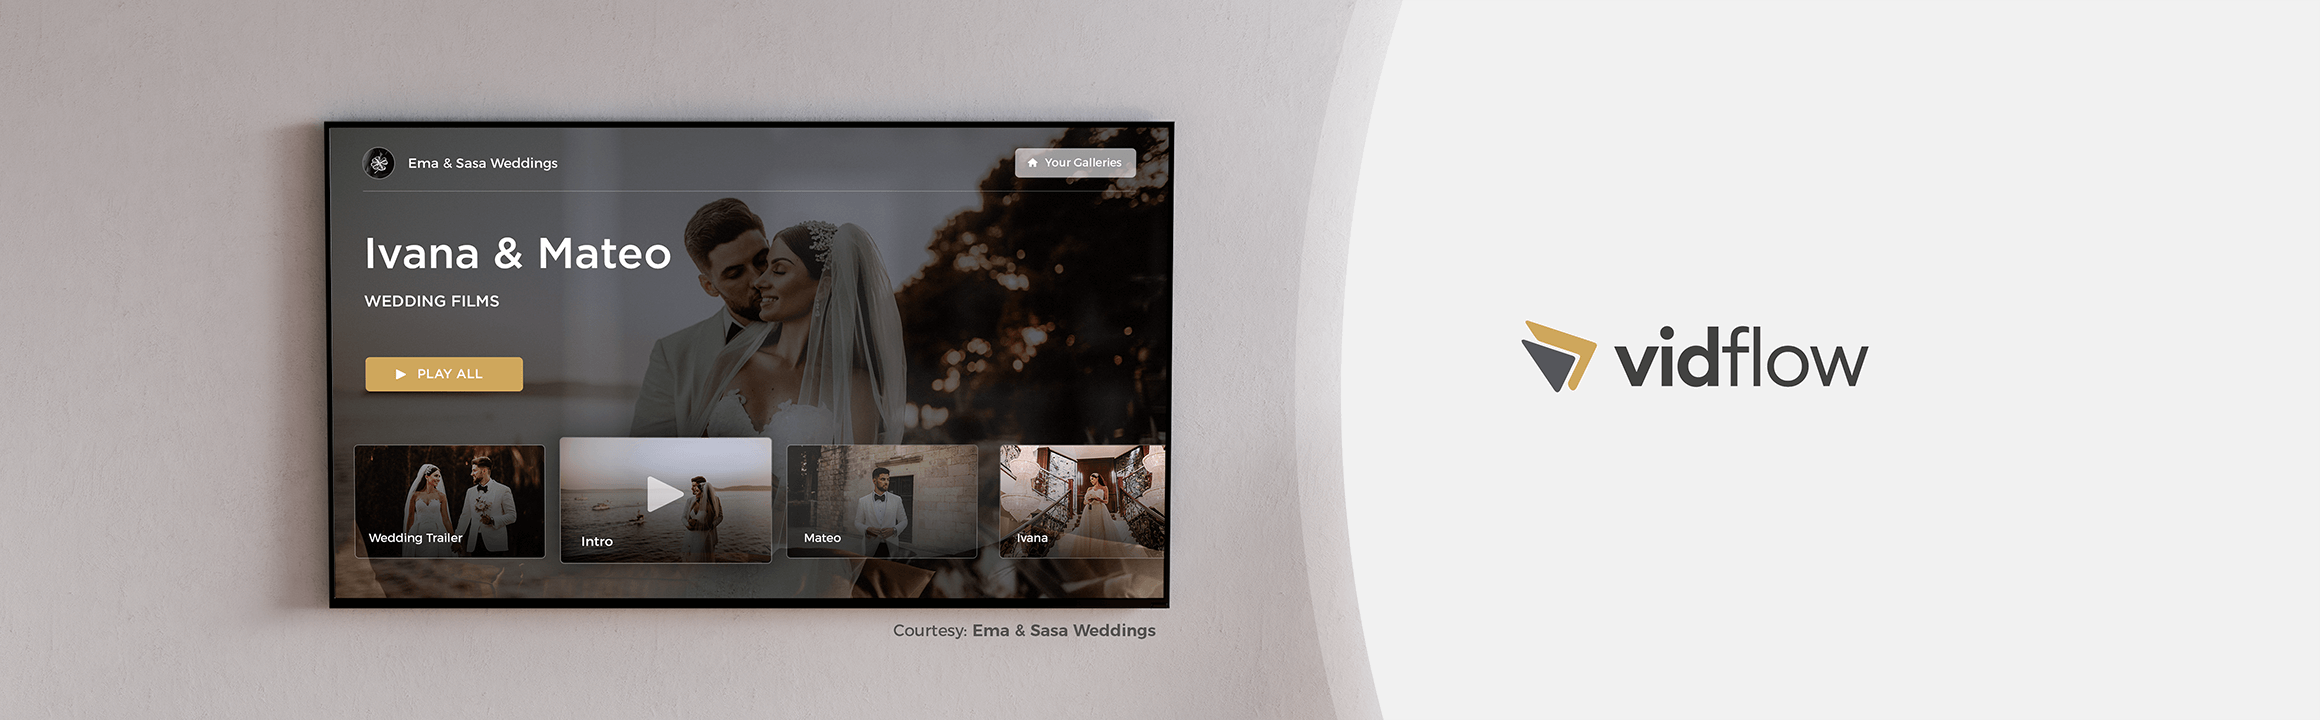 Ema & Sasa Weddings
Your Galleries
Ivana & Mateo
WEDDING FILMS
PLAY ALL
Wedding Trailer
Intro
Mateo
Ivana
Courtesy: Ema & Sasa Weddings
vidflow